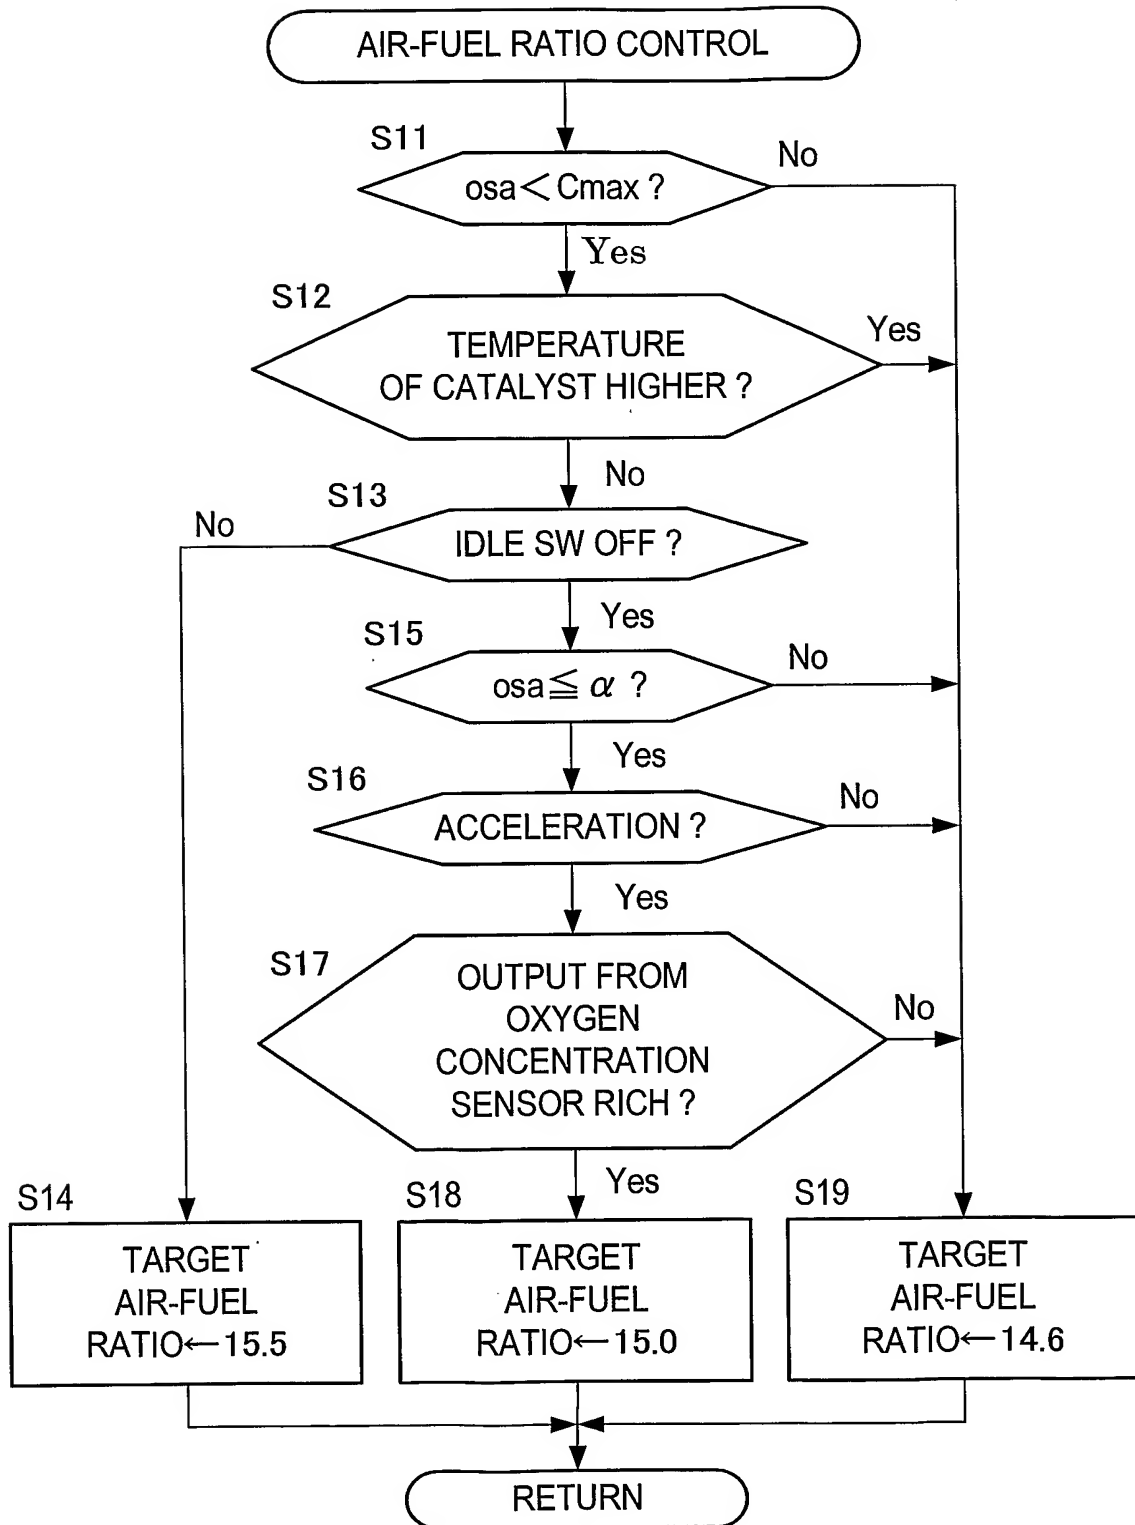 AIR-FUEL RATIO CONTROL
S11
osa<Cmax ?
No
Yes
S12
TEMPERATURE
OF CATALYST HIGHER ?
Yes
No
S13
No
IDLE SW OFF ?
Yes
S15
osa≦ α ?
No
Yes
S16
ACCELERATION ?
No
Yes
S17
OUTPUT FROM
OXYGEN
CONCENTRATION
SENSOR RICH ?
No
Yes
S14
TARGET
AIR-FUEL
RATIO←15.5
S18
TARGET
AIR-FUEL
RATIO←15.0
S19
TARGET
AIR-FUEL
RATIO←14.6
RETURN